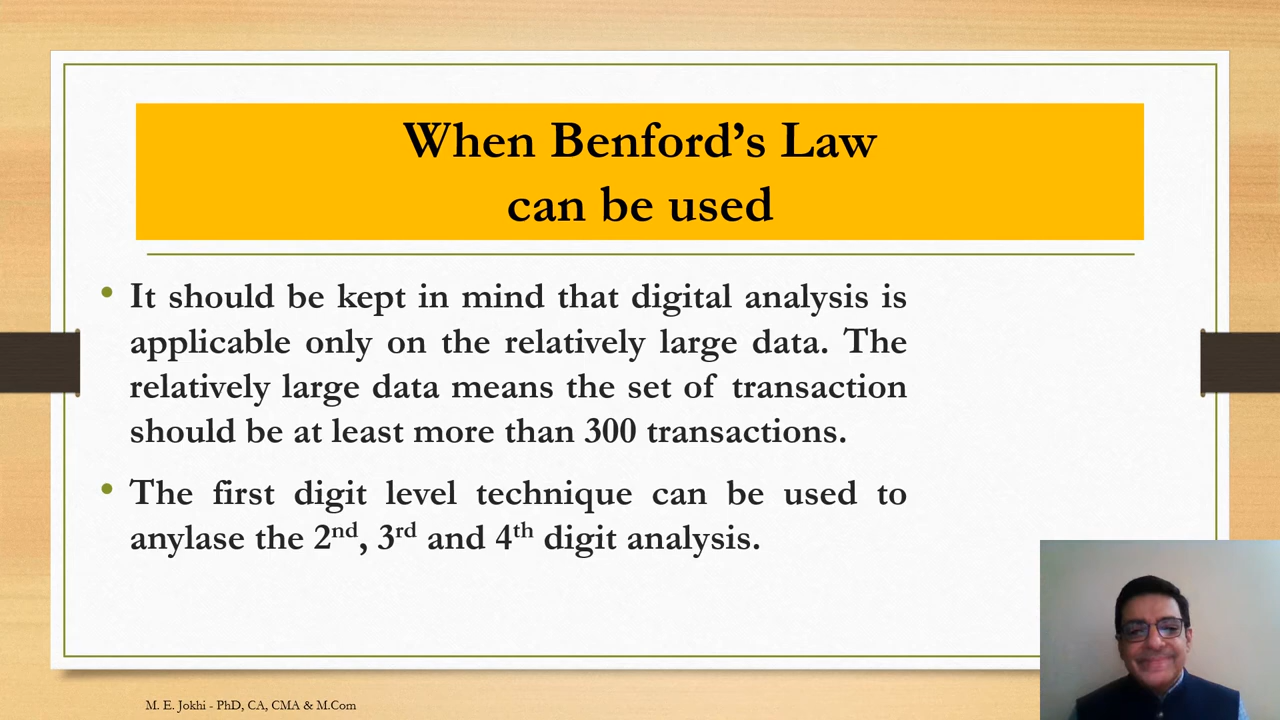 When Benford’s Law
can be used
• It should be kept in mind that digital analysis is
applicable only on the relatively large data. The
relatively large data means the set of transaction
should be at least more than 300 transactions.
• The first digit level technique can be used to
anylase the 2nd, 3rd and 4th digit analysis.
M. E. Jokhi - PhD, CA, CMA & M.Com